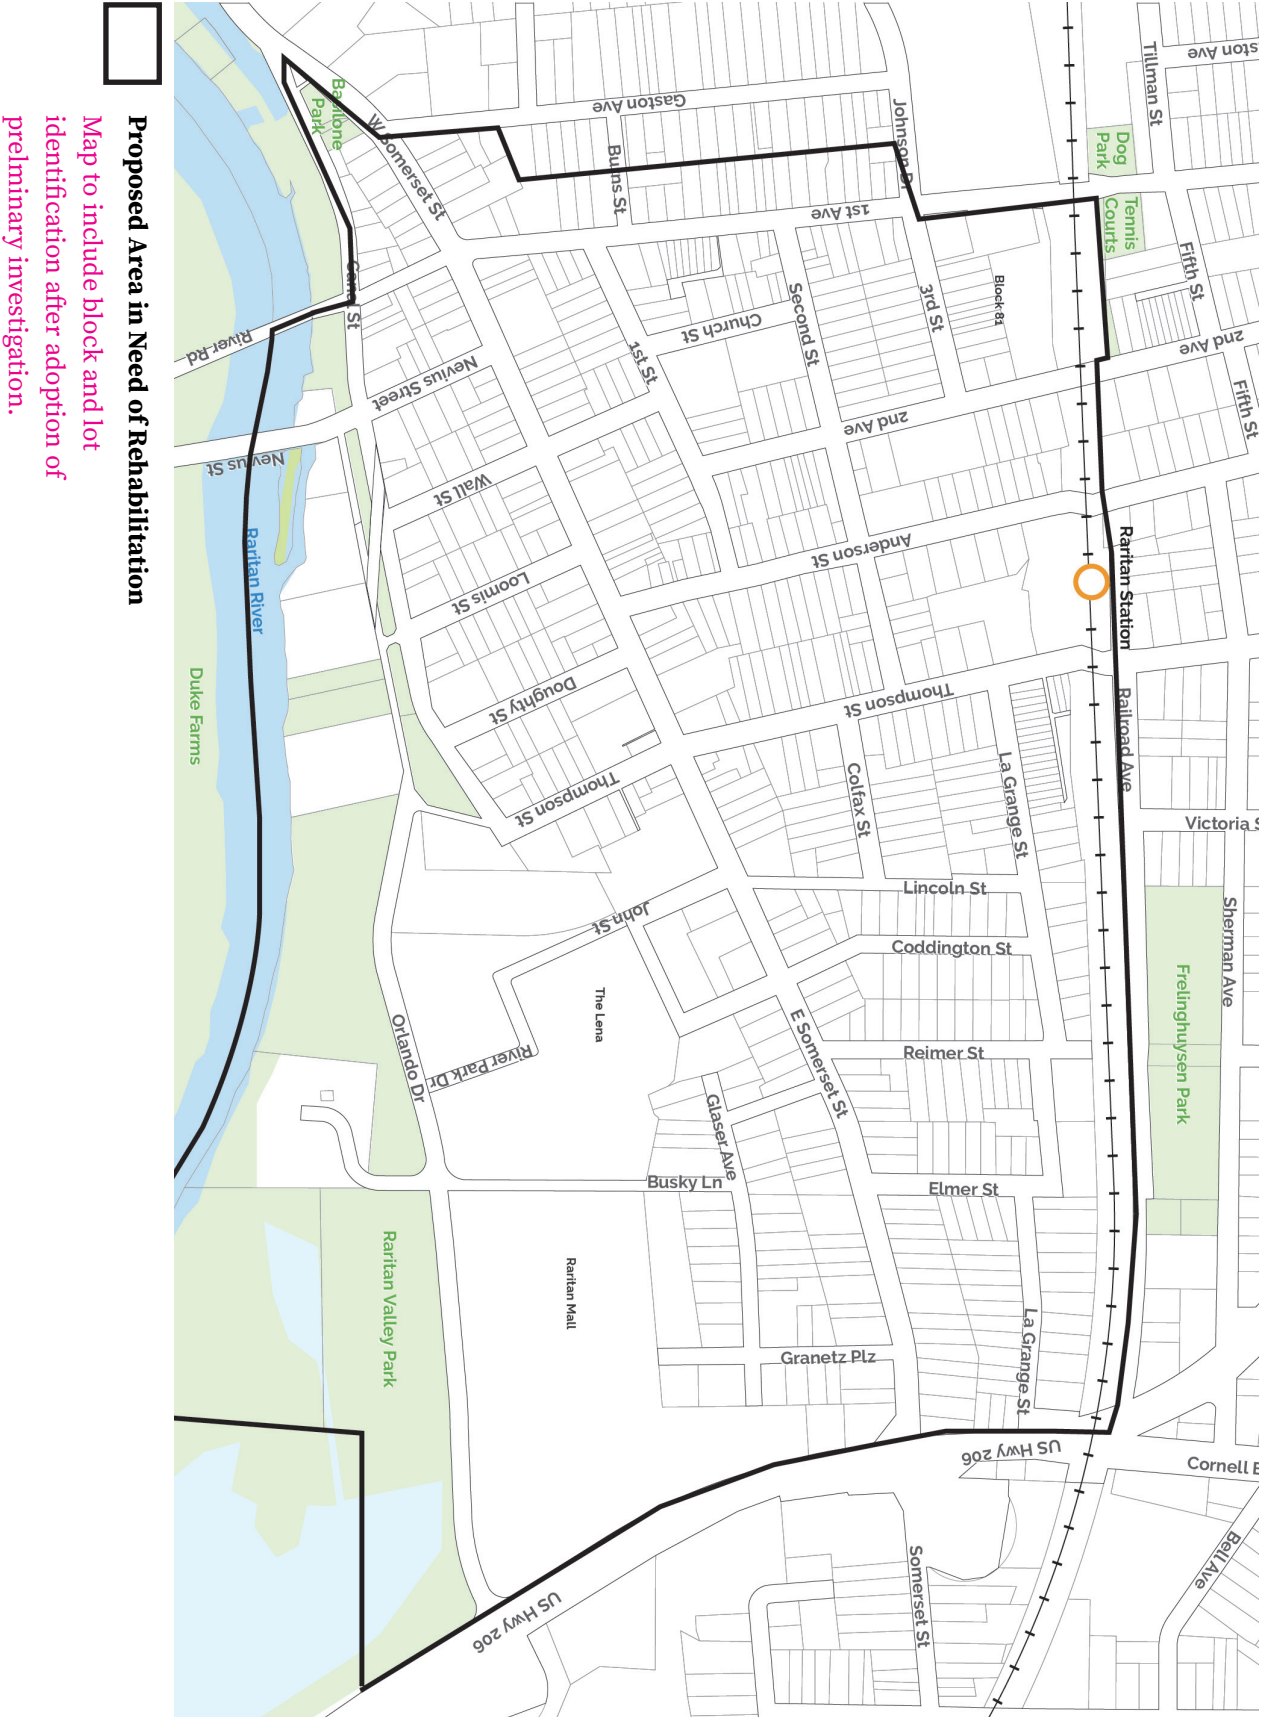 Proposed Area in Need of Rehabilitation
Map to include block and lot
identification after adoption of
prelminary investigation.
Tillman St
Gaston Ave
Johnson Dr
Dog
Park
Basilone
Park
W Somerset St
Burns St
1st Ave
Tennis
Courts
Fifth St
Canal St
River Rd
Church St
Second St
3rd St
Block 81
2nd Ave
Fifth St
Nevius Street
1st St
2nd Ave
Nevius St
Wall St
Anderson St
Raritan Station
Raritan River
Loomis St
Duke Farms
Doughty St
Thompson St
Railroad Ave
Thompson St
Colfax St
La Grange St
Lincoln St
Sherman Ave
John St
Coddington St
Frelinghuysen Park
The Lena
Orlando Dr
River Park Dr
E Somerset St
Reimer St
Glaser Ave
Busky Ln
Elmer St
Raritan Valley Park
Raritan Mall
Granetz Plz
La Grange St
US Hwy 206
Cornell B
US Hwy 206
Somerset St
Bell Ave
ston Ave
Victoria S